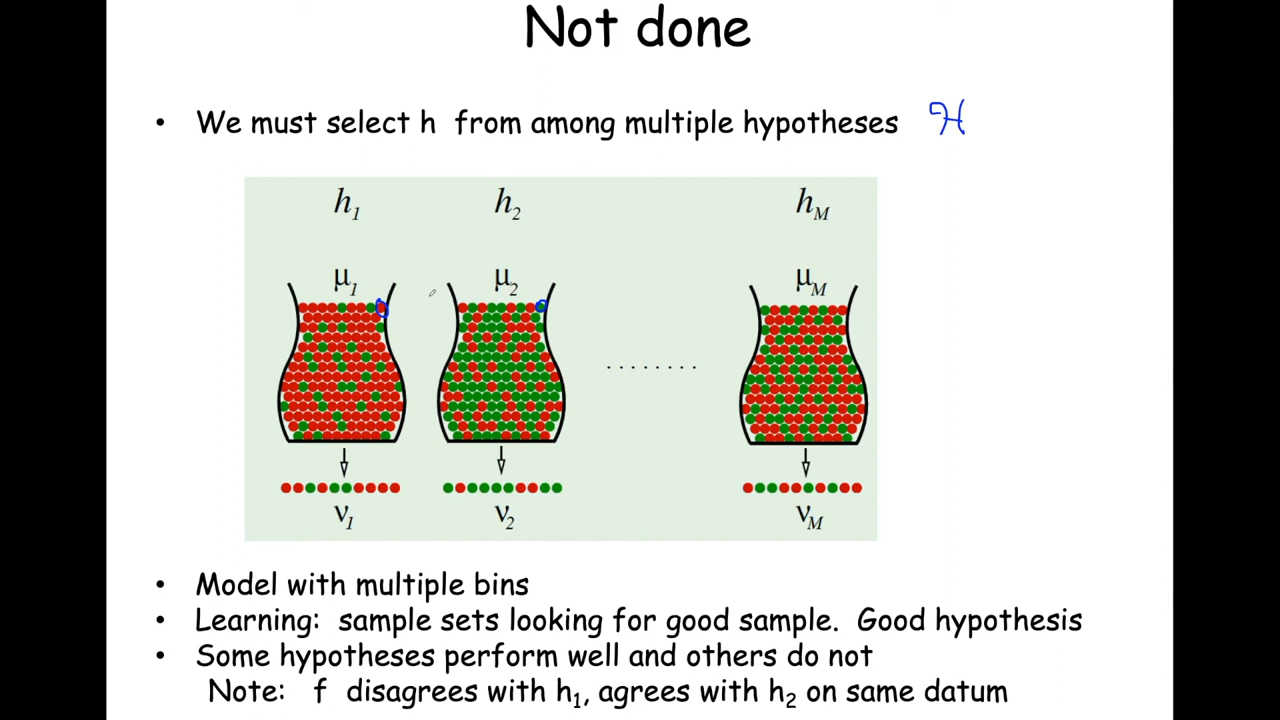 Not done
• We must select h from among multiple hypotheses H
h1 h2 hM
μ1 μ2 μM
. . . . . . . .
ν1 ν2 νM
• Model with multiple bins
• Learning: sample sets looking for good sample. Good hypothesis
• Some hypotheses perform well and others do not
Note: f disagrees with h1, agrees with h2 on same datum